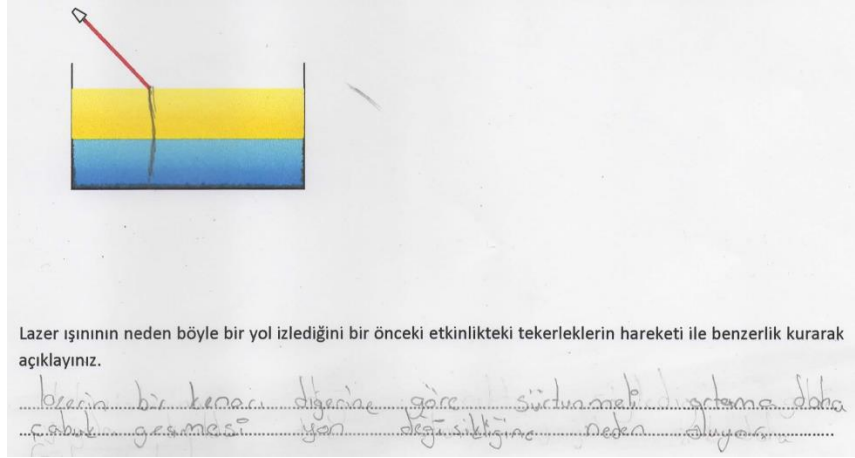 Lazer ışınının neden böyle bir yol izlediğini bir önceki etkinlikteki tekerleklerin hareketi ile benzerlik kurarak
açıklayınız.
lazerin bir kenarı diğerine göre sürtünmeli ortama daha
çabuk geçmesi yön değişikliğine neden oluyor.